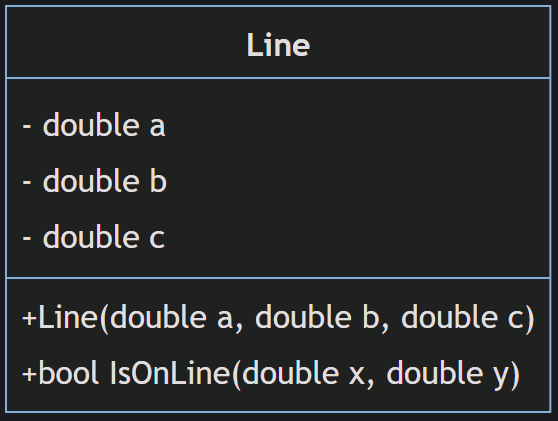 Line
- double a
- double b
- double c
+Line(double a, double b, double c)
+bool IsOnLine(double x, double y)